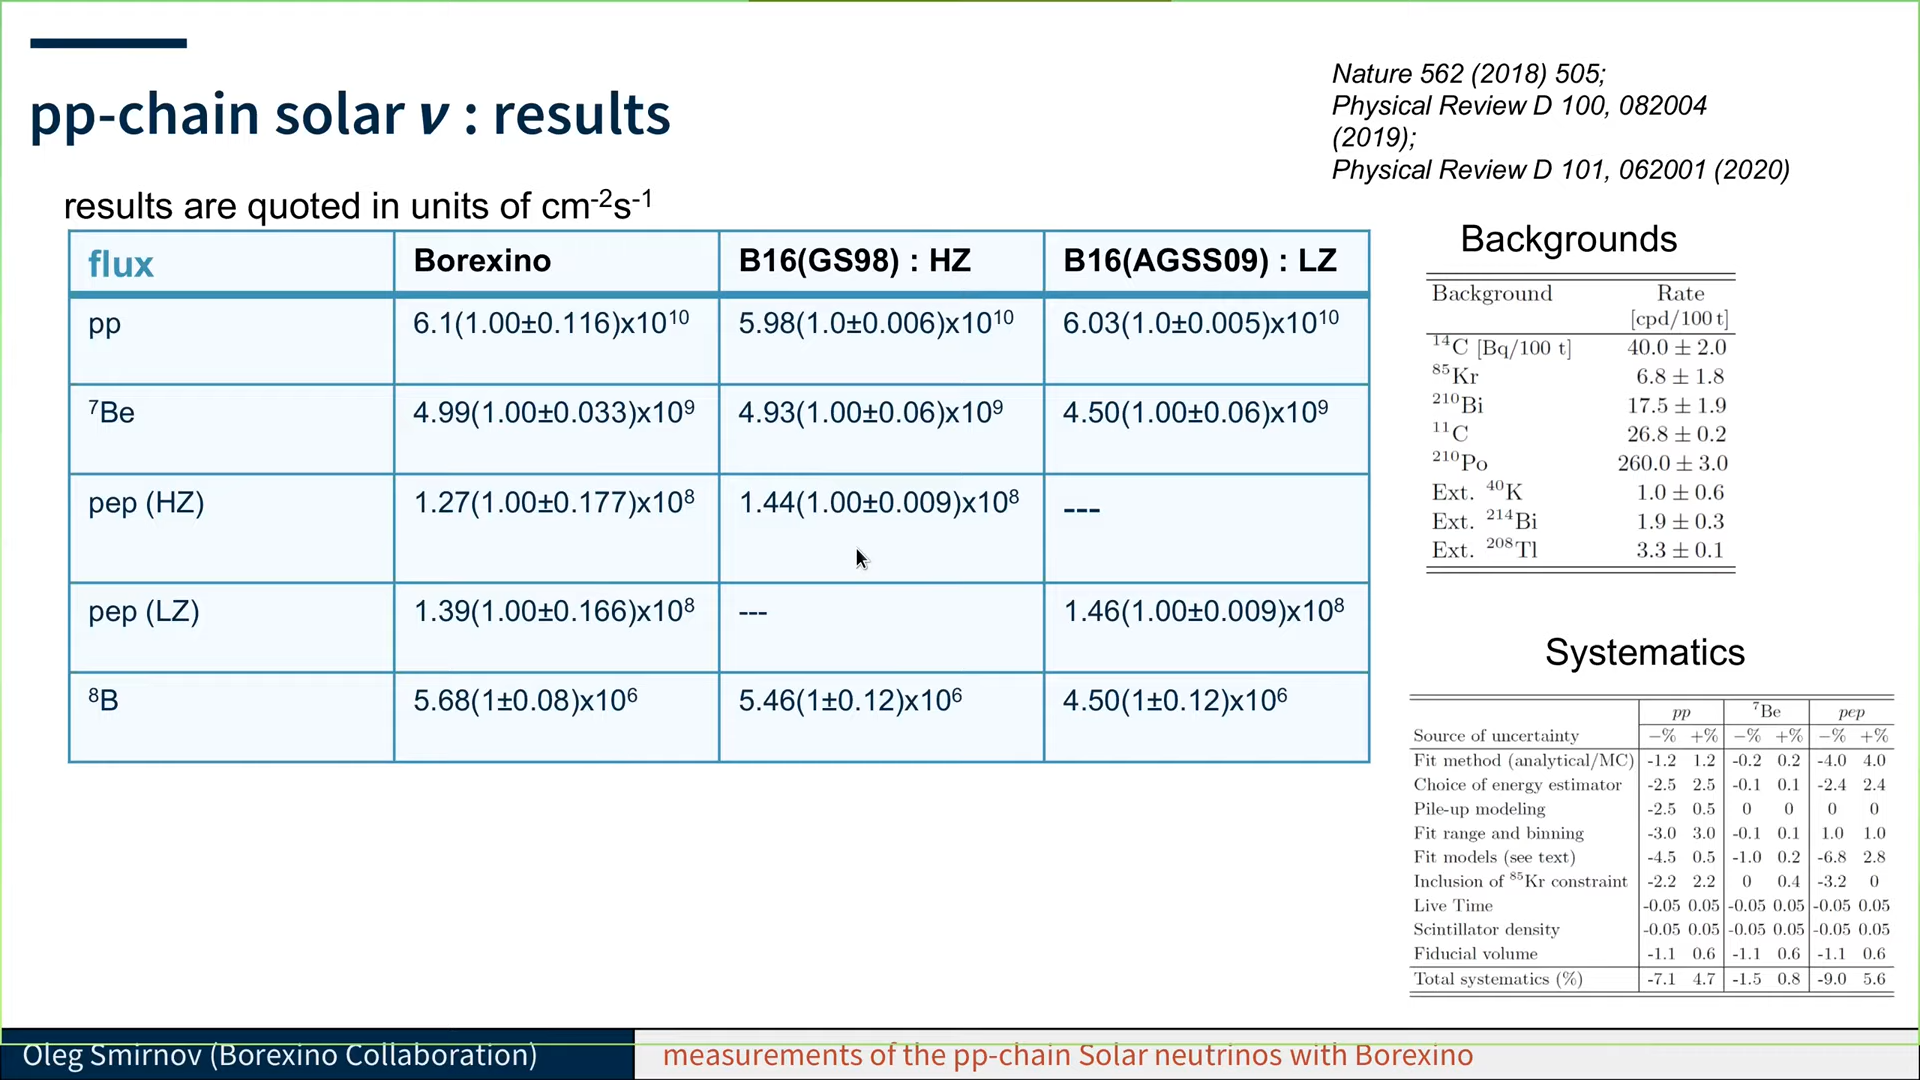 pp-chain solar ν : results
Nature 562 (2018) 505;
Physical Review D 100, 082004
(2019);
Physical Review D 101, 062001 (2020)
results are quoted in units of cm⁻²s⁻¹
flux Borexino B16(GS98) : HZ B16(AGSS09) : LZ
pp 6.1(1.00±0.116)x10¹⁰ 5.98(1.0±0.006)x10¹⁰ 6.03(1.0±0.005)x10¹⁰
⁷Be 4.99(1.00±0.033)x10⁹ 4.93(1.00±0.06)x10⁹ 4.50(1.00±0.06)x10⁹
pep (HZ) 1.27(1.00±0.177)x10⁸ 1.44(1.00±0.009)x10⁸ ---
pep (LZ) 1.39(1.00±0.166)x10⁸ --- 1.46(1.00±0.009)x10⁸
⁸B 5.68(1±0.08)x10⁶ 5.46(1±0.12)x10⁶ 4.50(1±0.12)x10⁶
Backgrounds
Background Rate
[cpd/100 t]
¹⁴C [Bq/100 t] 40.0 ± 2.0
⁸⁵Kr 6.8 ± 1.8
²¹⁰Bi 17.5 ± 1.9
¹¹C 26.8 ± 0.2
²¹⁰Po 260.0 ± 3.0
Ext. ⁴⁰K 1.0 ± 0.6
Ext. ²¹⁴Bi 1.9 ± 0.3
Ext. ²⁰⁸Tl 3.3 ± 0.1
Systematics
pp ⁷Be pep
Source of uncertainty −% +% −% +% −% +%
Fit method (analytical/MC) -1.2 1.2 -0.2 0.2 -4.0 4.0
Choice of energy estimator -2.5 2.5 -0.1 0.1 -2.4 2.4
Pile-up modeling -2.5 0.5 0 0 0 0
Fit range and binning -3.0 3.0 -0.1 0.1 1.0 1.0
Fit models (see text) -4.5 0.5 -1.0 0.2 -6.8 2.8
Inclusion of ⁸⁵Kr constraint -2.2 2.2 0 0.4 -3.2 0
Live Time -0.05 0.05 -0.05 0.05 -0.05 0.05
Scintillator density -0.05 0.05 -0.05 0.05 -0.05 0.05
Fiducial volume -1.1 0.6 -1.1 0.6 -1.1 0.6
Total systematics (%) -7.1 4.7 -1.5 0.8 -9.0 5.6
Oleg Smirnov (Borexino Collaboration)
measurements of the pp-chain Solar neutrinos with Borexino